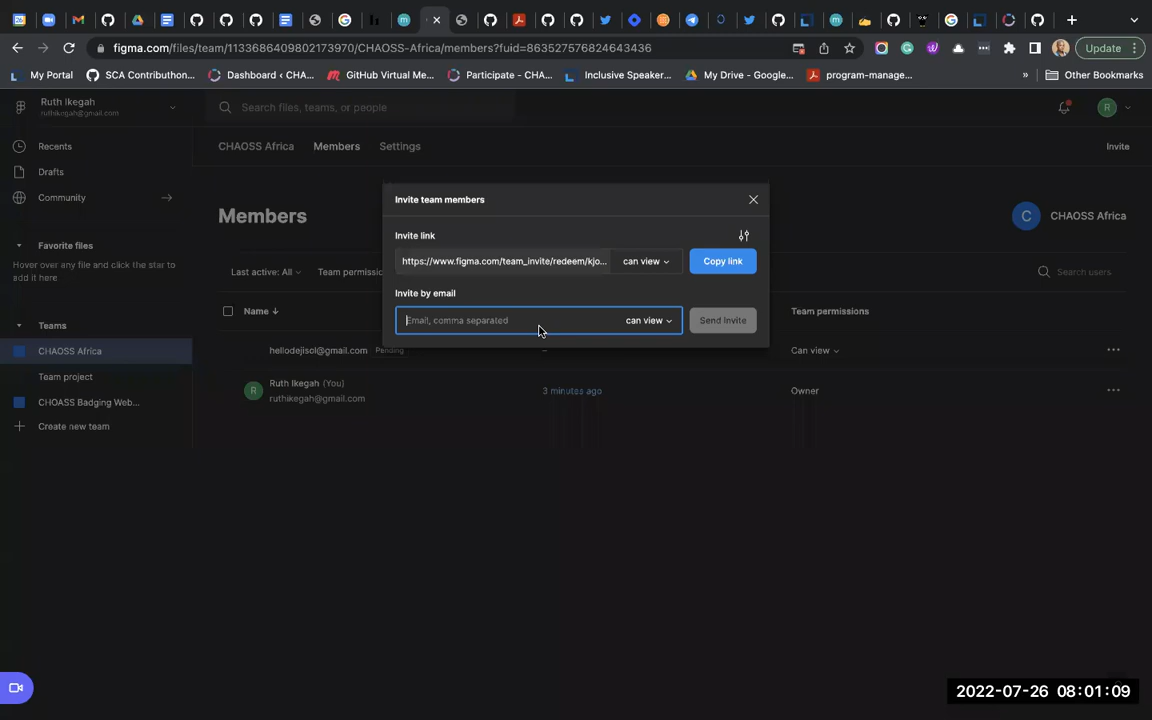 figma.com/files/team/1133686409802173970/CHAOSS-Africa/members?fuid=863527576824643436
Update
My Portal
SCA Contributhon...
Dashboard ‹ CHA...
GitHub Virtual Me...
Participate - CHA...
Inclusive Speaker...
My Drive - Google...
program-manage...
»
Other Bookmarks
Ruth Ikegah
ruthikegah@gmail.com
Search files, teams, or people
R
Recents
CHAOSS Africa
Members
Settings
Invite
Drafts
Community
Invite team members
Members
C
CHAOSS Africa
Invite link
Favorite files
Hover over any file and click the star to
add it here
https://www.figma.com/team_invite/redeem/kjo...
can view
Copy link
Last active: All
Team permissio
Search users
Invite by email
Name
Email, comma separated
can view
Send invite
Team permissions
Teams
CHAOSS Africa
hellodejisol@gmail.com
Pending
–
Can view
Team project
R
Ruth Ikegah (You)
ruthikegah@gmail.com
3 minutes ago
Owner
CHOASS Badging Web...
Create new team
2022-07-26 08:01:09